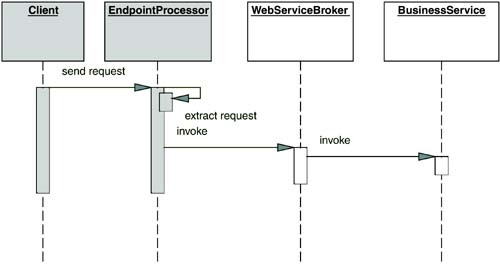 Client
EndpointProcessor
WebServiceBroker
BusinessService
send request
extract request
invoke
invoke